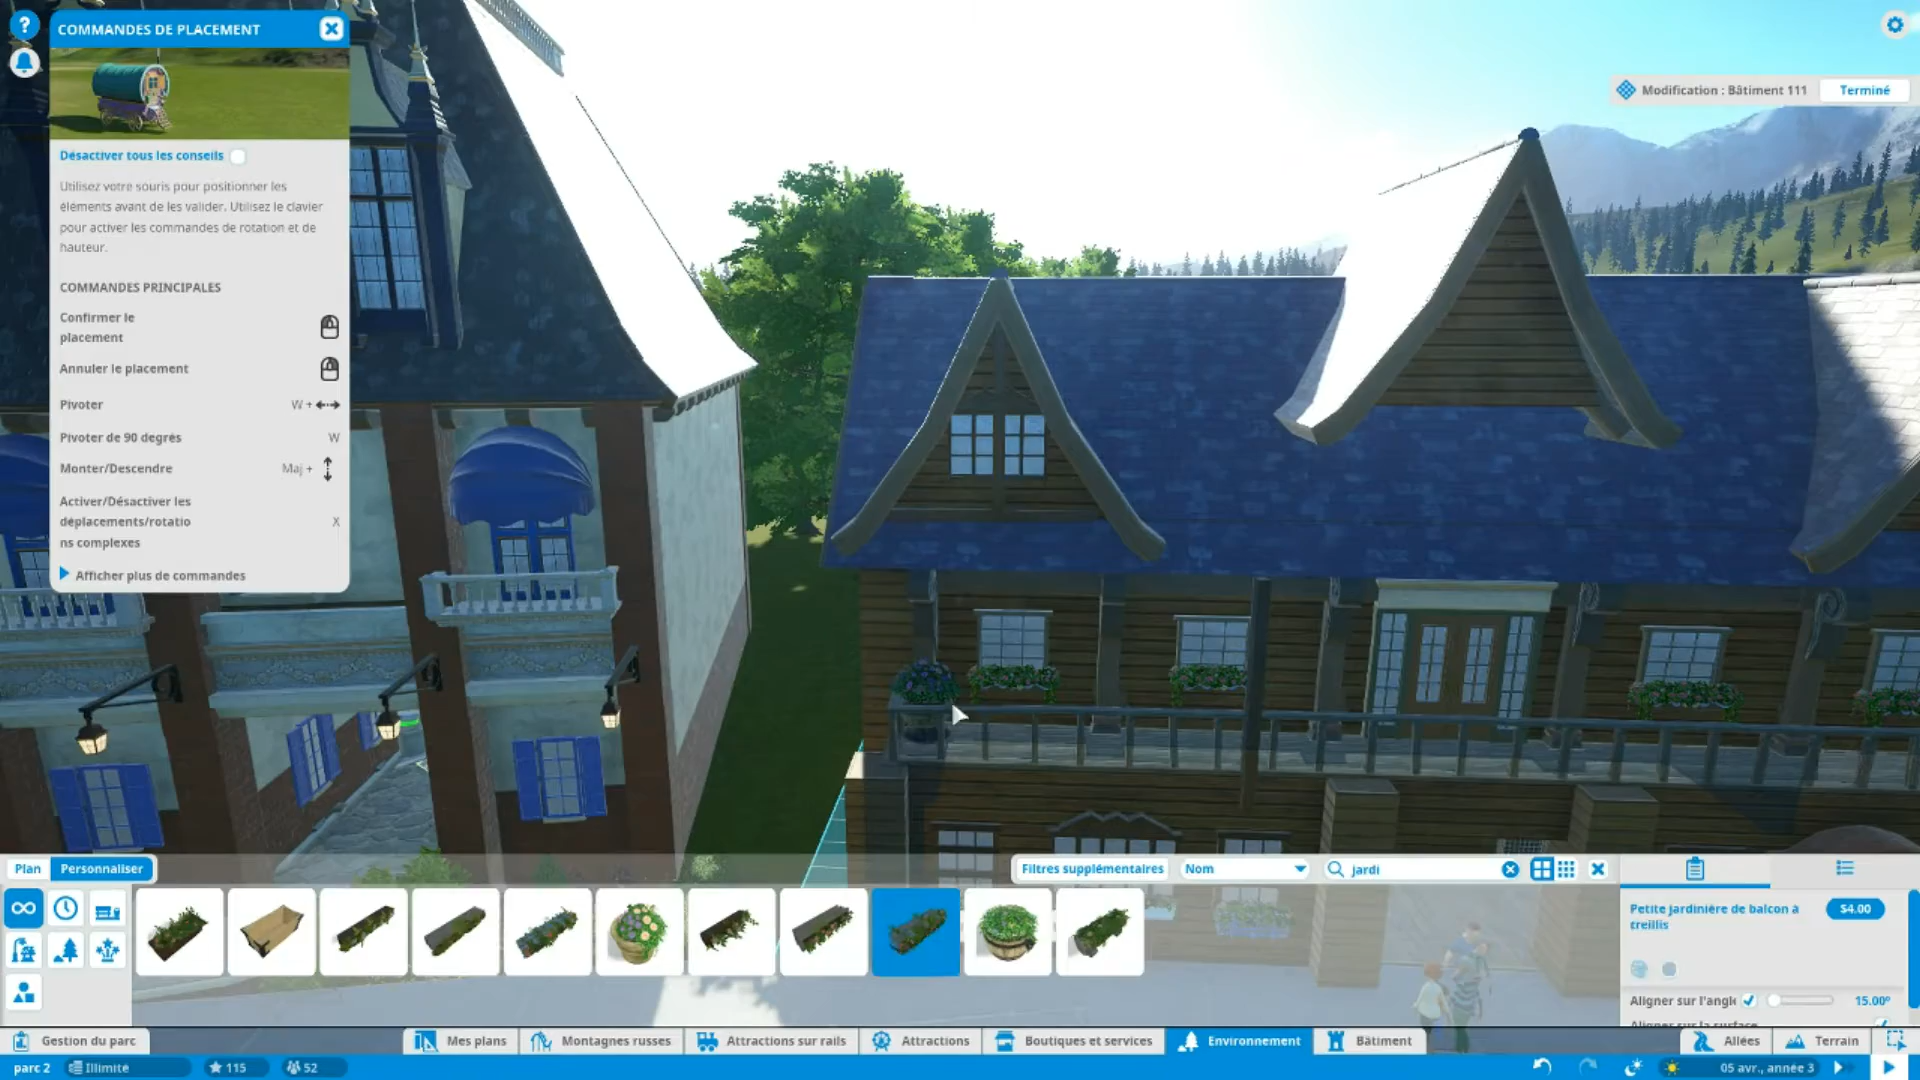 ?
COMMANDES DE PLACEMENT
Désactiver tous les conseils
Utilisez votre souris pour positionner les
éléments avant de les valider. Utilisez le clavier
pour activer les commandes de rotation et de
hauteur.
COMMANDES PRINCIPALES
Confirmer le
placement
Annuler le placement
Pivoter W +
Pivoter de 90 degrés W
Monter/Descendre Maj +
Activer/Désactiver les
déplacements/rotatio X
ns complexes
Afficher plus de commandes
Modification : Bâtiment 111 Terminé
Plan Personnaliser
Filtres supplémentaires Nom jardi
Petite jardinière de balcon à $4.00
treillis
Aligner sur l'angle 15.00°
Aligner sur la surface
Gestion du parc Mes plans Montagnes russes Attractions sur rails Attractions Boutiques et services Environnement Bâtiment Allées Terrain
parc 2 Illimité 115 52 05 avr., année 3